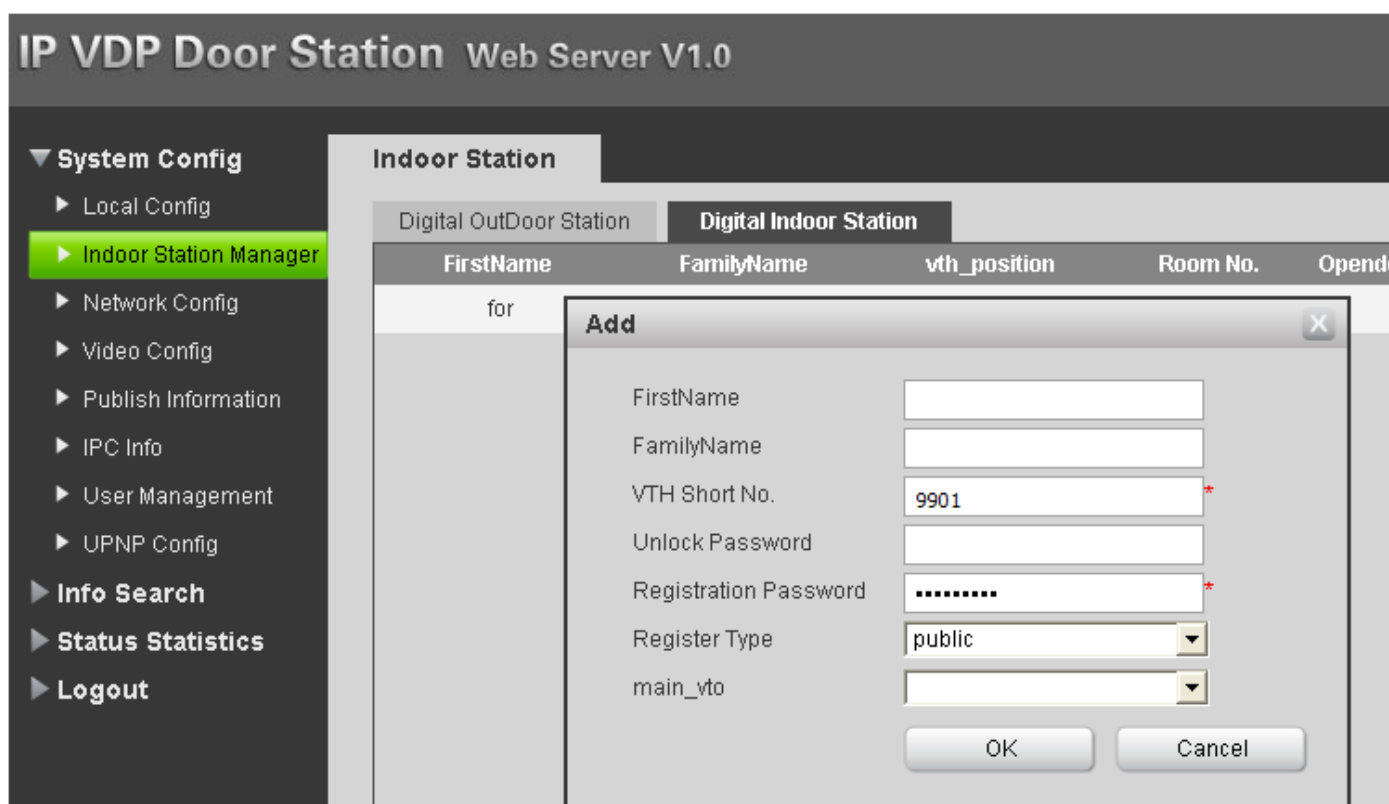 IP VDP Door Station Web Server V1.0
System Config
Local Config
Indoor Station Manager
Network Config
Video Config
Publish Information
IPC Info
User Management
UPNP Config
Info Search
Status Statistics
Logout
Indoor Station
Digital OutDoor Station Digital Indoor Station
FirstName FamilyName vth_position Room No.
for
Add X
FirstName
FamilyName
VTH Short No. 9901 *
Unlock Password
Registration Password ••••••••• *
Register Type public
main_vto
OK Cancel